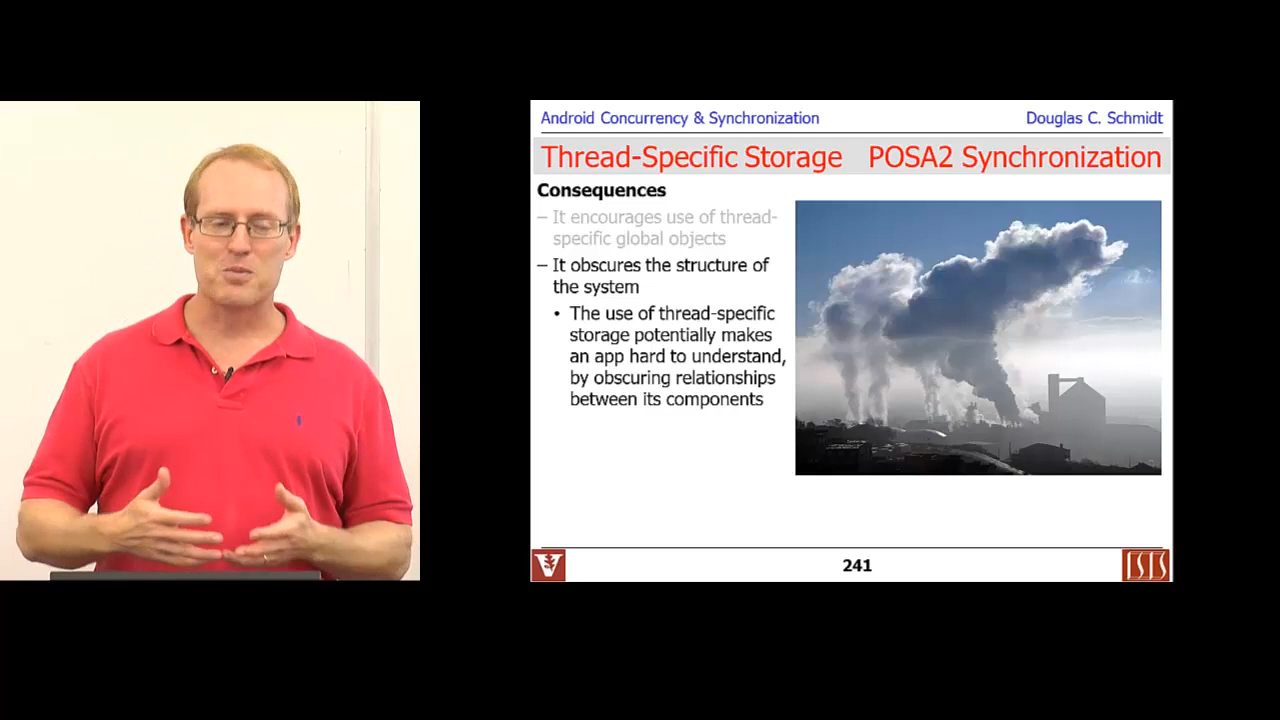 Android Concurrency & Synchronization
Douglas C. Schmidt
Thread-Specific Storage POSA2 Synchronization
Consequences
– It encourages use of thread-
specific global objects
– It obscures the structure of
the system
• The use of thread-specific
storage potentially makes
an app hard to understand,
by obscuring relationships
between its components
241
V
ISIS